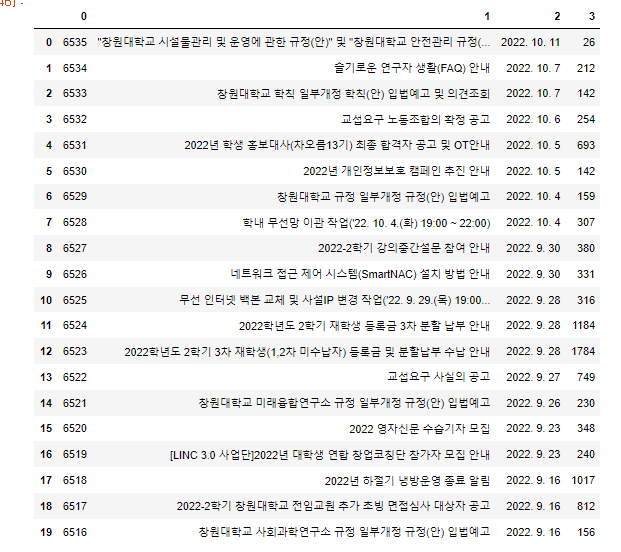 46] :
0 1 2 3
0 6535 "창원대학교 시설물관리 및 운영에 관한 규정(안)" 및 "창원대학교 안전관리 규정(... 2022. 10. 11 26
1 6534 슬기로운 연구자 생활(FAQ) 안내 2022. 10. 7 212
2 6533 창원대학교 학칙 일부개정 학칙(안) 입법예고 및 의견조회 2022. 10. 7 142
3 6532 교섭요구 노동조합의 확정 공고 2022. 10. 6 254
4 6531 2022년 학생 홍보대사(차오름13기) 최종 합격자 공고 및 OT안내 2022. 10. 5 693
5 6530 2022년 개인정보보호 캠페인 추진 안내 2022. 10. 5 142
6 6529 창원대학교 규정 일부개정 규정(안) 입법예고 2022. 10. 4 159
7 6528 학내 무선망 이관 작업('22. 10. 4.(화) 19:00 ~ 22:00) 2022. 10. 4 307
8 6527 2022-2학기 강의중간설문 참여 안내 2022. 9. 30 380
9 6526 네트워크 접근 제어 시스템(SmartNAC) 설치 방법 안내 2022. 9. 30 331
10 6525 무선 인터넷 백본 교체 및 사설IP 변경 작업('22. 9. 29.(목) 19:00... 2022. 9. 28 316
11 6524 2022학년도 2학기 재학생 등록금 3차 분할 납부 안내 2022. 9. 28 1184
12 6523 2022학년도 2학기 3차 재학생(1,2차 미수납자) 등록금 및 분할납부 수납 안내 2022. 9. 28 1784
13 6522 교섭요구 사실의 공고 2022. 9. 27 749
14 6521 창원대학교 미래융합연구소 규정 일부개정 규정(안) 입법예고 2022. 9. 26 230
15 6520 2022 영자신문 수습기자 모집 2022. 9. 23 348
16 6519 [LINC 3.0 사업단]2022년 대학생 연합 창업코칭단 참가자 모집 안내 2022. 9. 23 240
17 6518 2022년 하절기 냉방운영 종료 알림 2022. 9. 16 1017
18 6517 2022-2학기 창원대학교 전임교원 추가 초빙 면접심사 대상자 공고 2022. 9. 16 812
19 6516 창원대학교 사회과학연구소 규정 일부개정 규정(안) 입법예고 2022. 9. 16 156